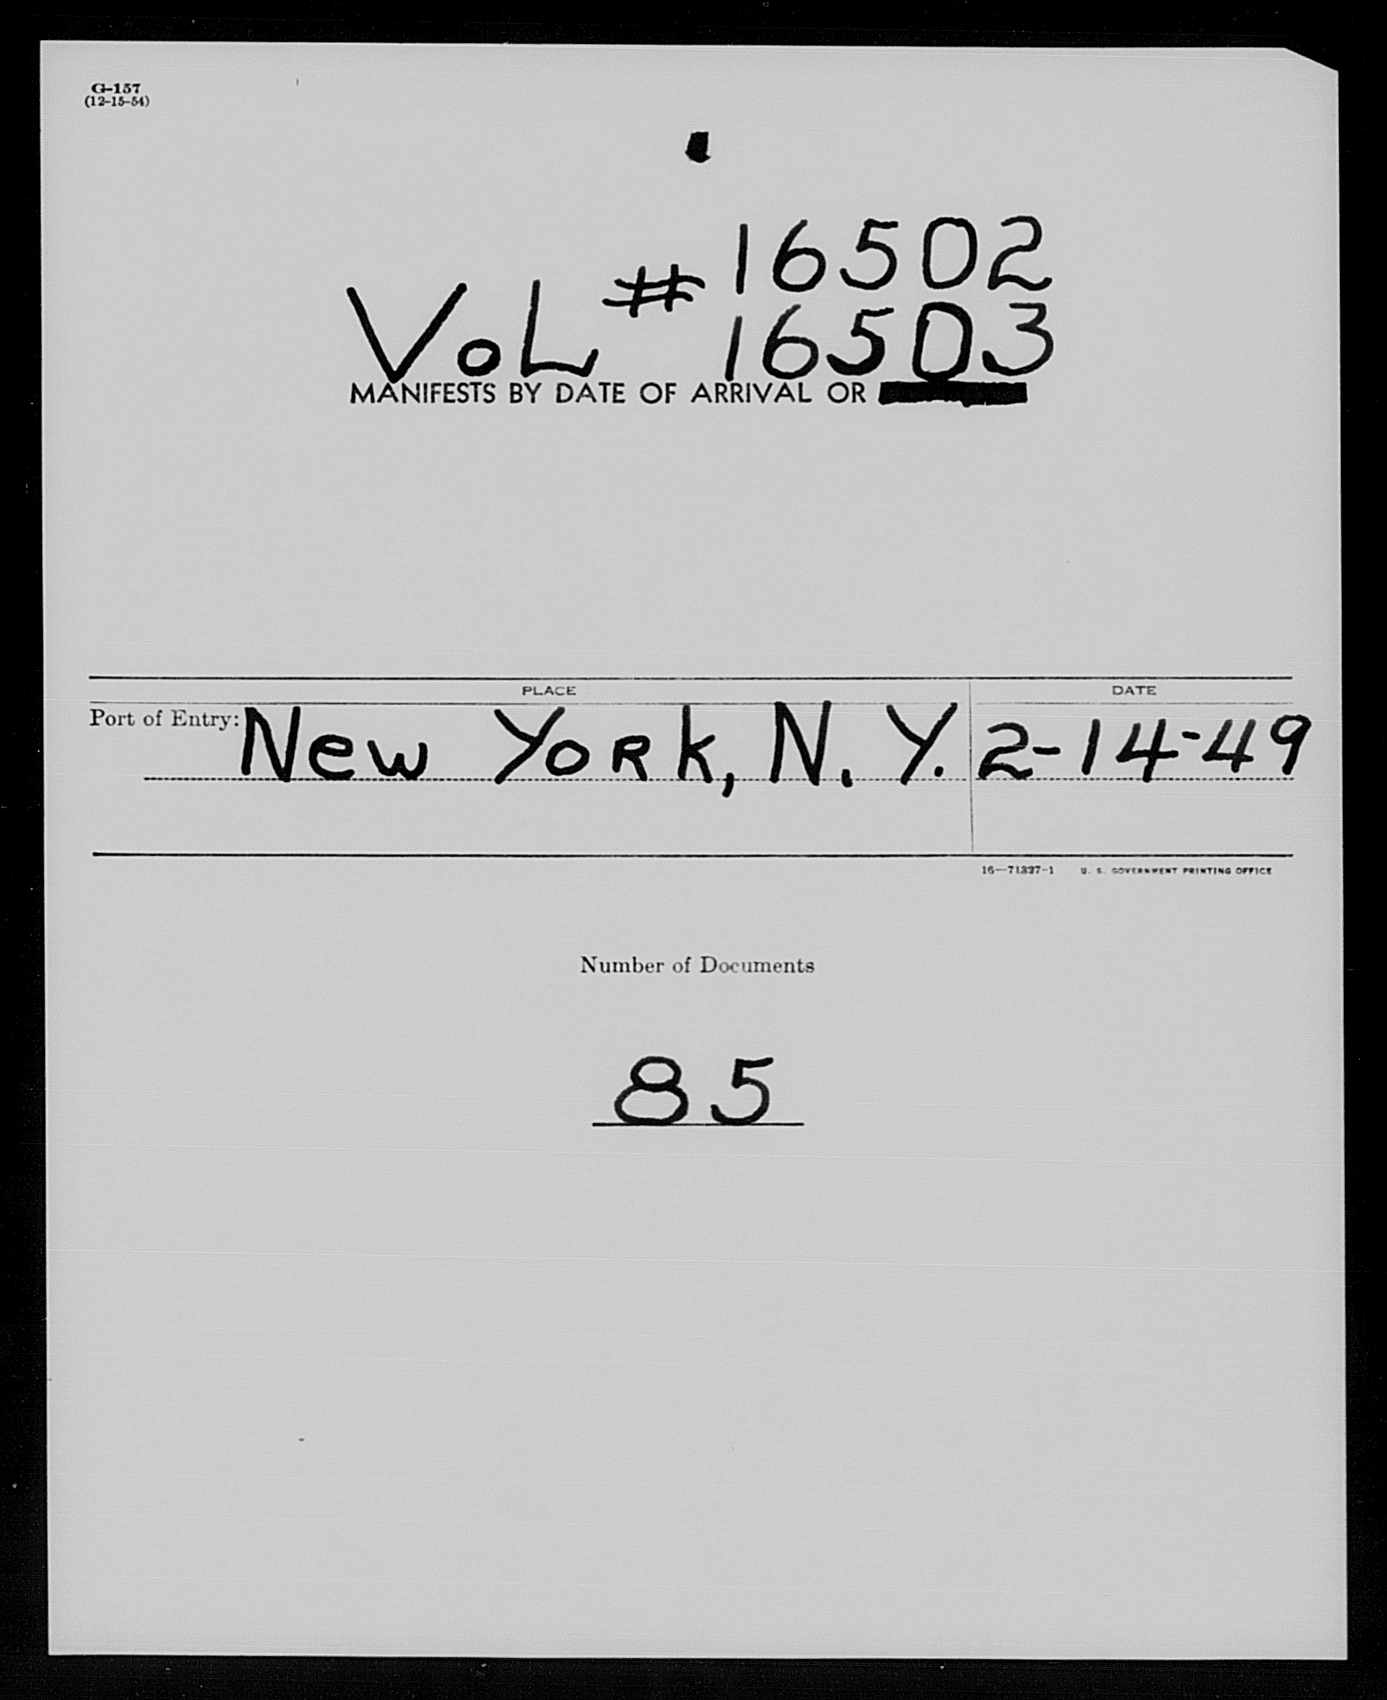 G-157
(12-15-54)
16502
VoL #
16503
MANIFESTS BY DATE OF ARRIVAL OR
PLACE
DATE
Port of Entry: New York, N. Y. 2-14-49
16—71327-1 U. S. GOVERNMENT PRINTING OFFICE
Number of Documents
85